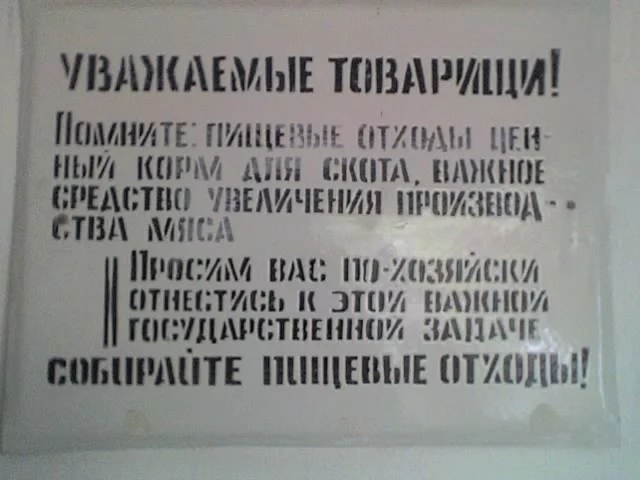 УВАЖАЕМЫЕ ТОВАРИЩИ!
ПОМНИТЕ: ПИЩЕВЫЕ ОТХОДЫ ЦЕН-
НЫЙ КОРМ ДЛЯ СКОТА, ВАЖНОЕ
СРЕДСТВО УВЕЛИЧЕНИЯ ПРОИЗВОД-
СТВА МЯСА
ПРОСИМ ВАС ПО-ХОЗЯЙСКИ
ОТНЕСТИСЬ К ЭТОЙ ВАЖНОЙ
ГОСУДАРСТВЕННОЙ ЗАДАЧЕ
СОБИРАЙТЕ ПИЩЕВЫЕ ОТХОДЫ!